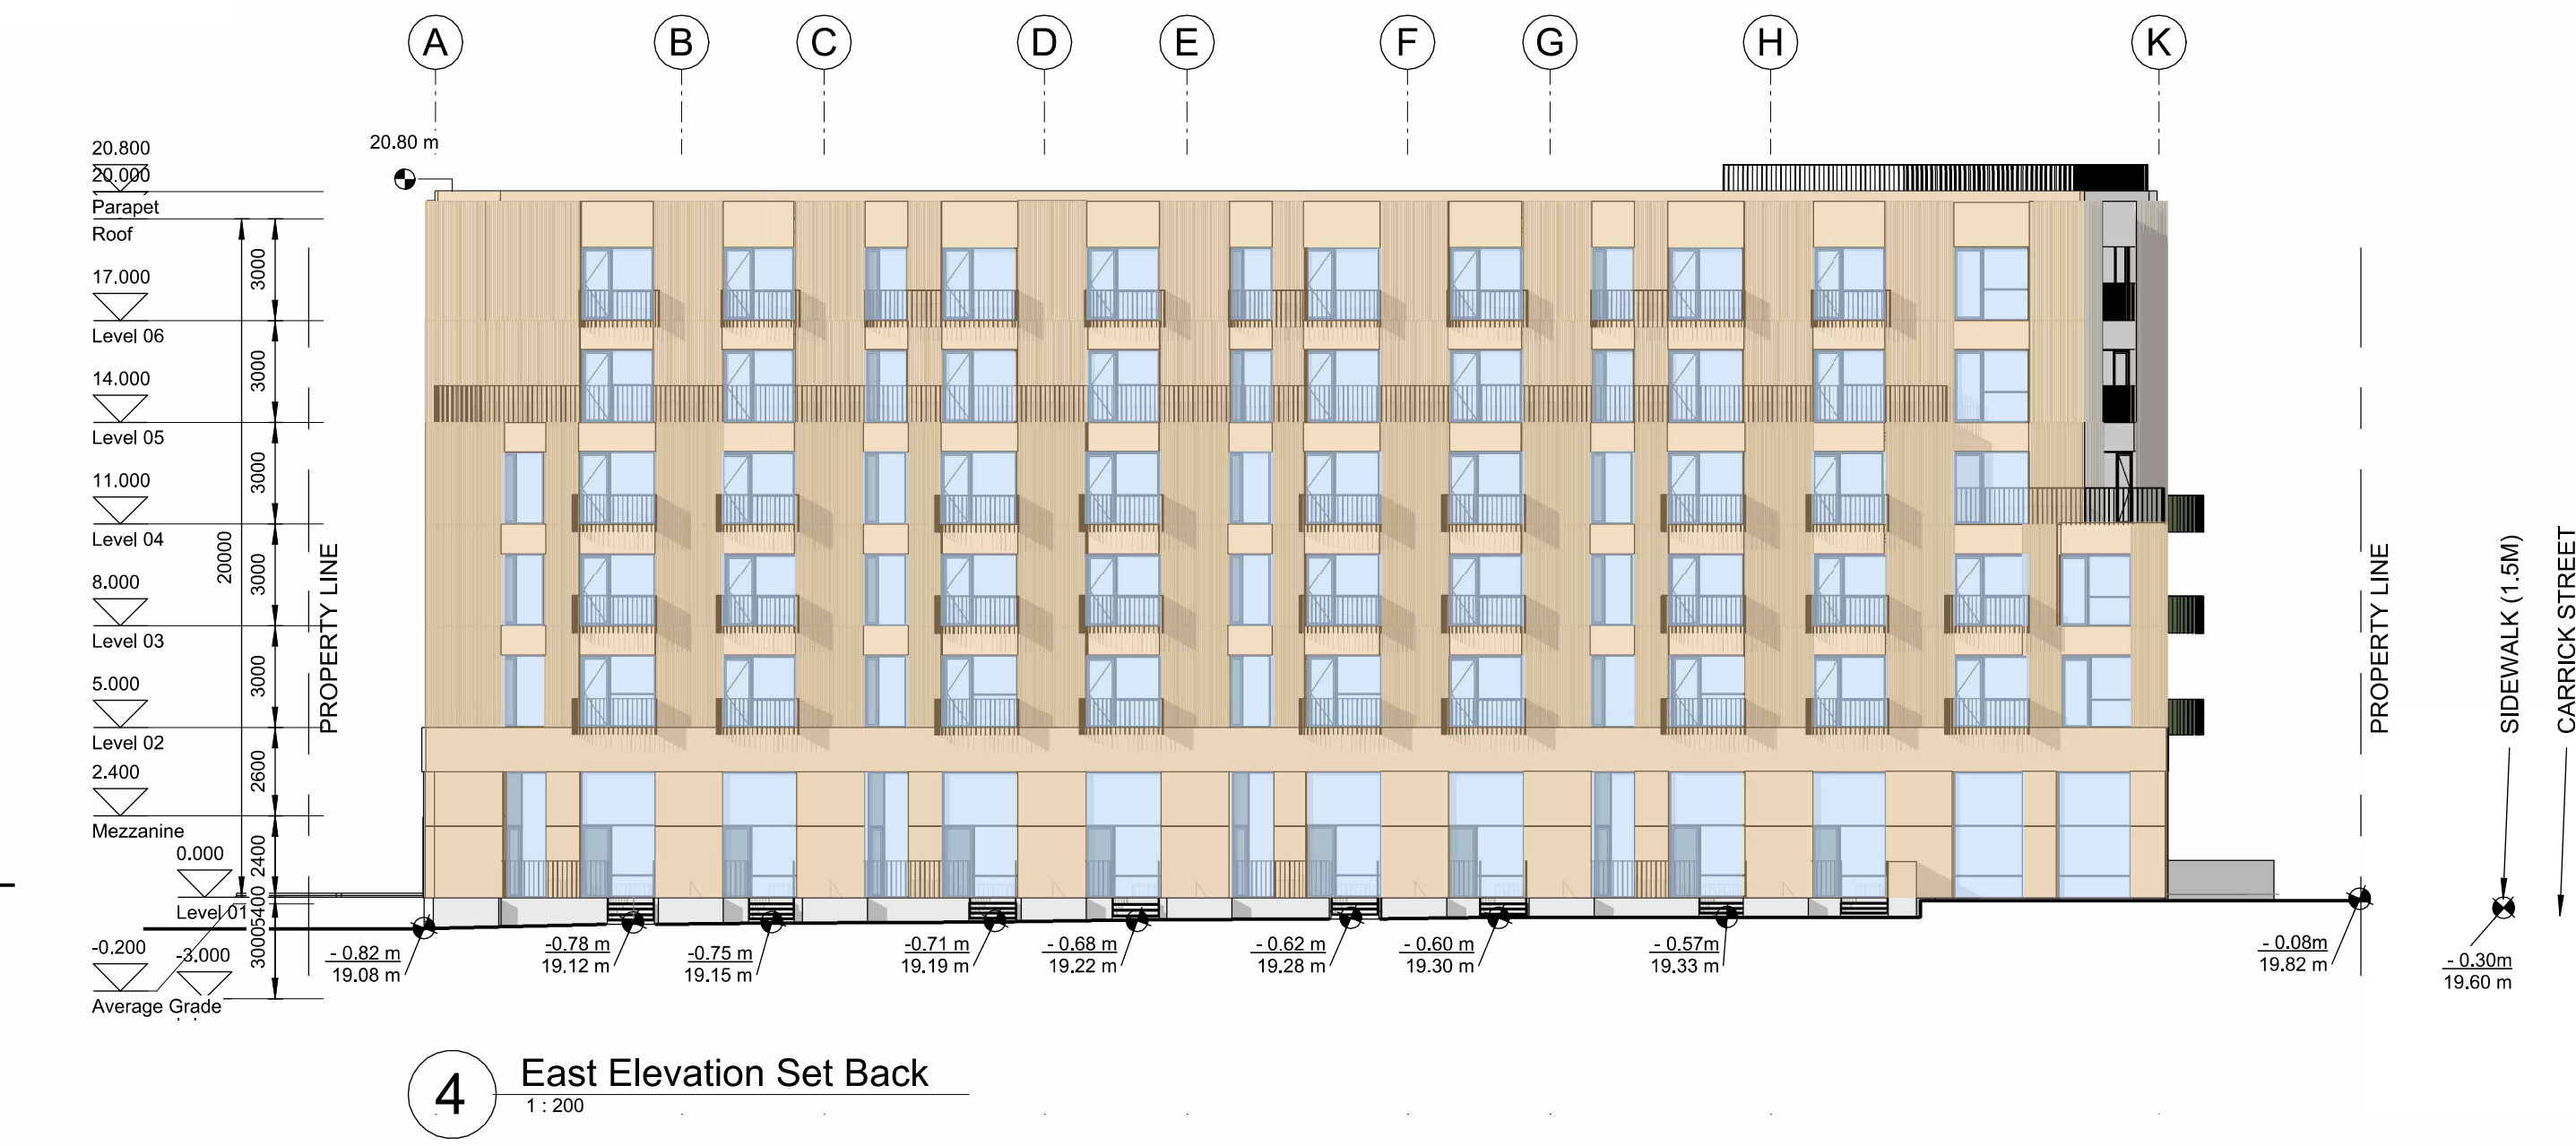 A B C D E F G H K
20.80 m
20.800
20.000
Parapet
Roof
17.000
Level 06
14.000
Level 05
11.000
Level 04
8.000
Level 03
5.000
Level 02
2.400
Mezzanine
0.000
Level 01
-0.200
-3.000
Average Grade
3000
3000
3000
3000
3000
2600
2400
5400
3000
20000
PROPERTY LINE
PROPERTY LINE
SIDEWALK (1.5M)
CARRICK STREET
- 0.82 m
19.08 m
-0.78 m
19.12 m
-0.75 m
19.15 m
-0.71 m
19.19 m
- 0.68 m
19.22 m
- 0.62 m
19.28 m
- 0.60 m
19.30 m
- 0.57m
19.33 m
- 0.08m
19.82 m
- 0.30m
19.60 m
4
East Elevation Set Back
1 : 200